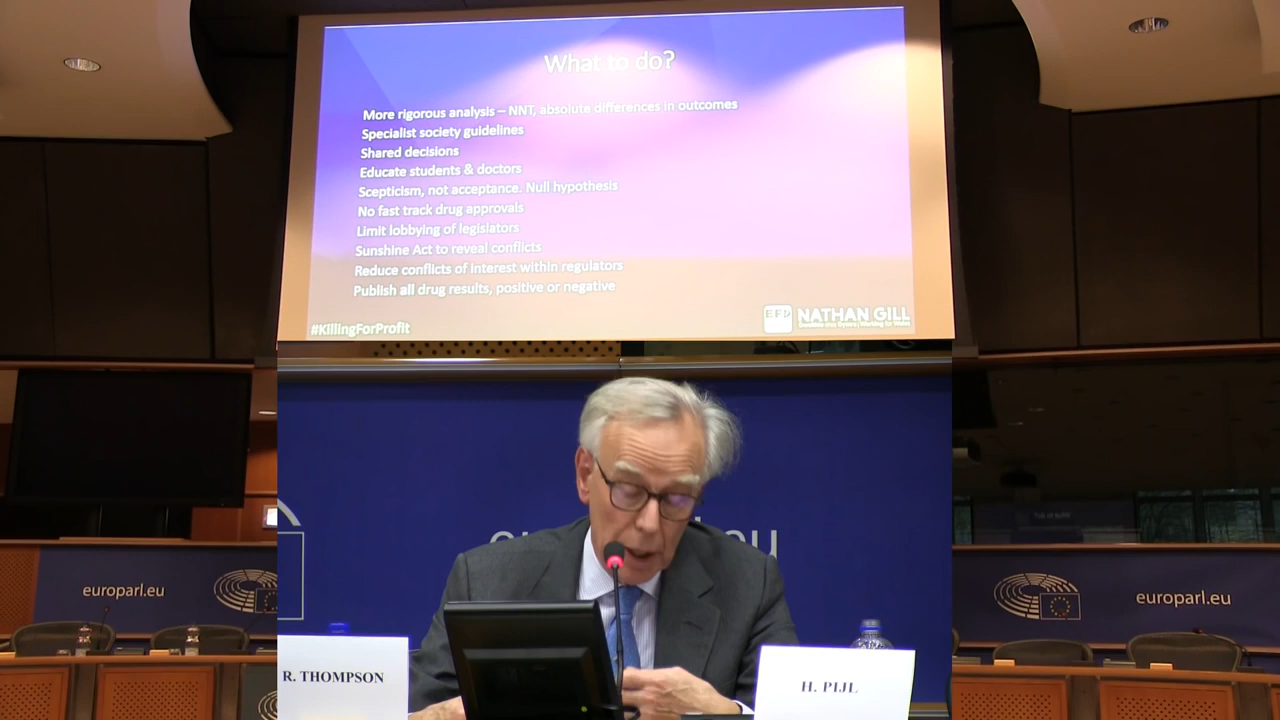 What to do?
More rigorous analysis – NNT, absolute differences in outcomes
Specialist society guidelines
Shared decisions
Educate students & doctors
Scepticism, not acceptance. Null hypothesis
No fast track drug approvals
Limit lobbying of legislators
Sunshine Act to reveal conflicts
Reduce conflicts of interest within regulators
Publish all drug results, positive or negative
#KillingForProfit
EFD
NATHAN GILL
europarl.eu
europarl.eu
R. THOMPSON
H. PIJL